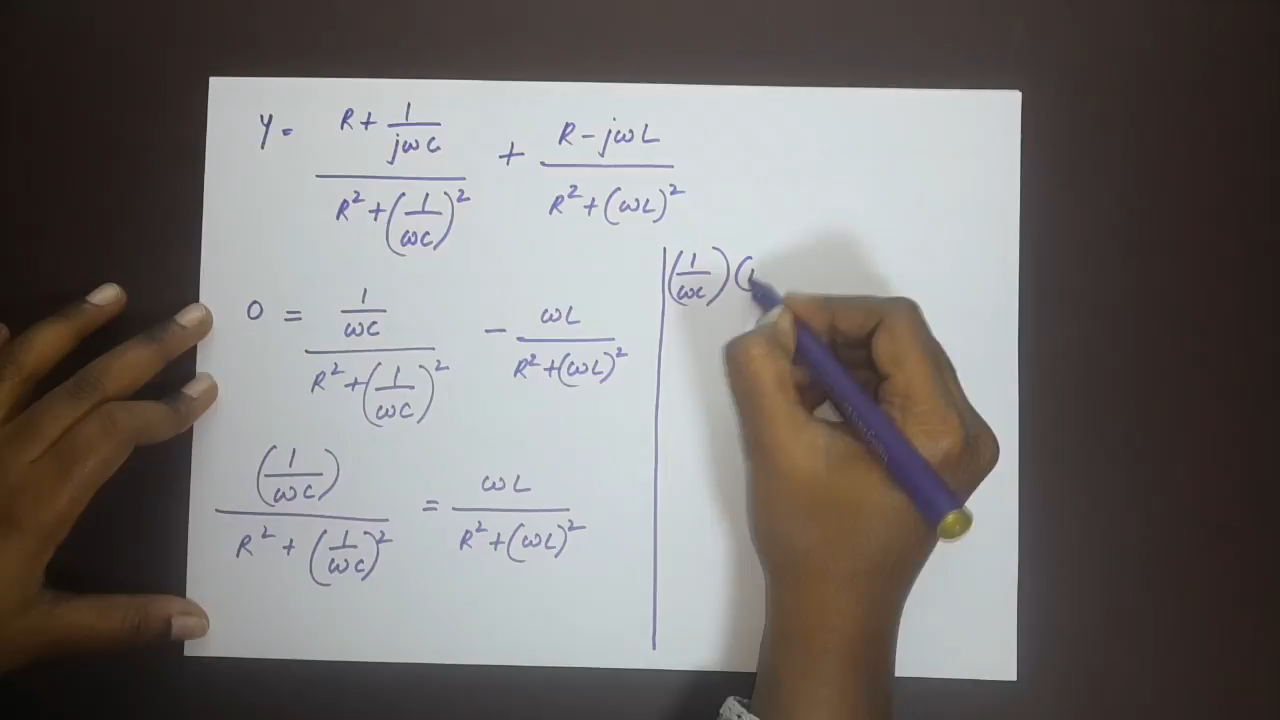 Y = (R + 1/(jωC)) / (R² + (1/(ωC))²) + (R - jωL) / (R² + (ωL)²)
0 = (1/(ωC)) / (R² + (1/(ωC))²) - ωL / (R² + (ωL)²)
(1/(ωC)) / (R² + (1/(ωC))²) = ωL / (R² + (ωL)²)
(1/(ωC)) (